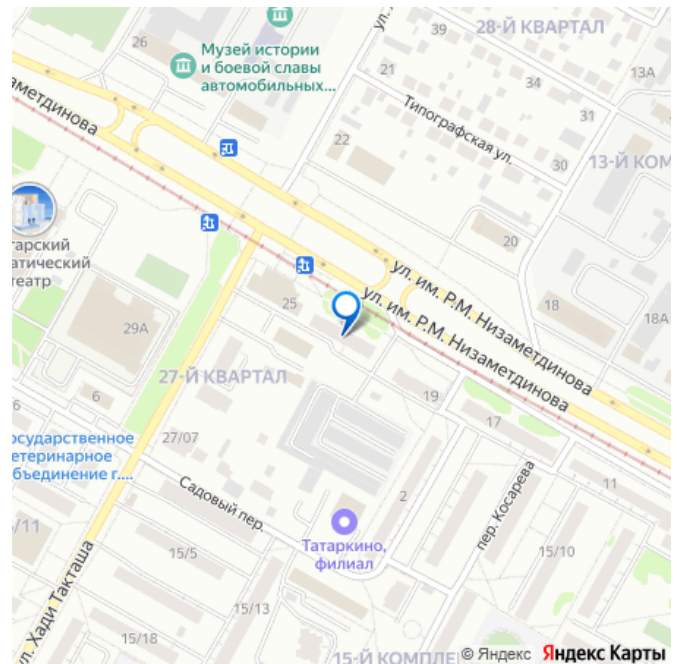 28-Й КВАРТАЛ
39
26
Музей истории
и боевой славы
автомобильных...
21
34
13А
31
Типографская ул.
22
30
13-Й КОМ
20
тарский
атический
театр
ул. им. Р.М. Низаметдинова
ул. им. Р.М. Низаметдинова
25
18
18А
29А
27-Й КВАРТАЛ
19
17
6
6
27/07
осударственное
етеринарное
бъединение г....
11
Садовый пер.
2
пер. Косарева
/11
Татаркино,
филиал
15/5
15/10
ул. Хади Такташа
15/13
15/18
15-Й КОМПЛЕ
© Яндекс Яндекс Карты